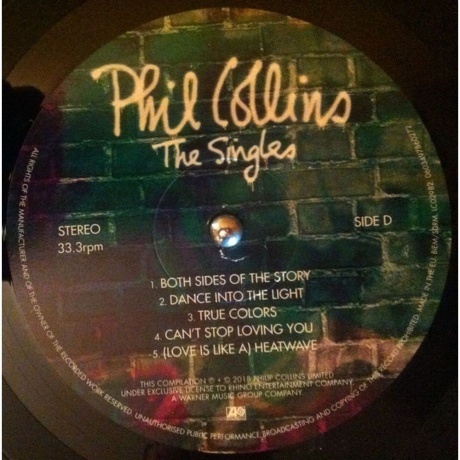 Phil Collins
The Singles
STEREO
33.3rpm
SIDE D
1. BOTH SIDES OF THE STORY
2. DANCE INTO THE LIGHT
3. TRUE COLORS
4. CAN'T STOP LOVING YOU
5. (LOVE IS LIKE A) HEATWAVE
THIS COMPILATION ℗ + © 2018 PHILIP COLLINS LIMITED
UNDER EXCLUSIVE LICENSE TO RHINO ENTERTAINMENT COMPANY,
A WARNER MUSIC GROUP COMPANY.
ALL RIGHTS OF THE MANUFACTURER AND OF THE OWNER OF THE RECORDED WORK RESERVED. UNAUTHORISED PUBLIC PERFORMANCE, BROADCASTING AND COPYING OF THIS RECORD PROHIBITED. MADE IN THE EU.